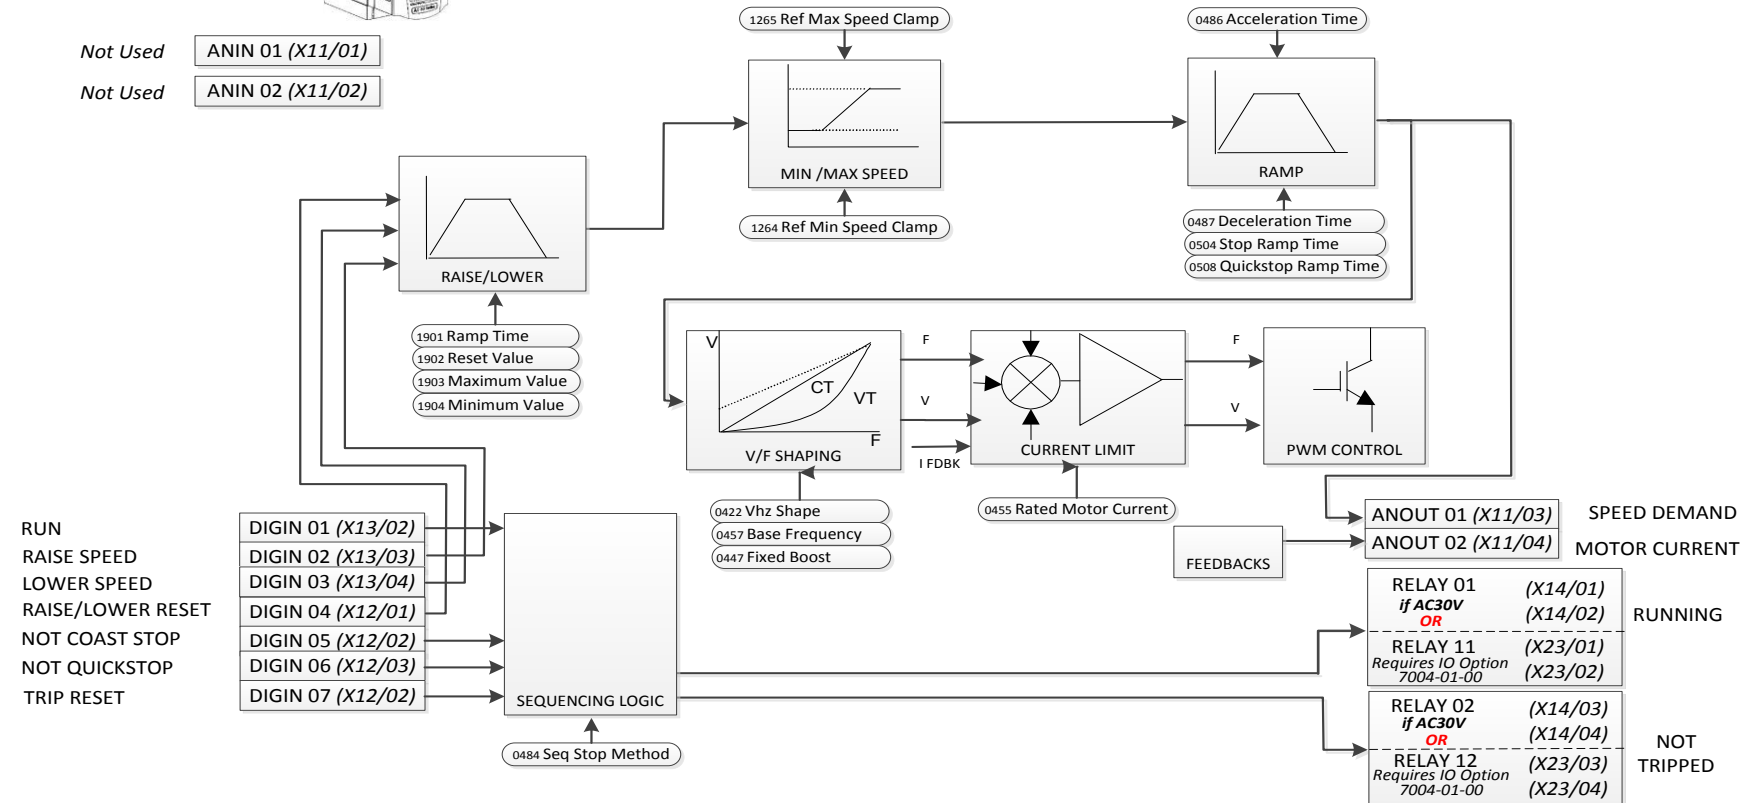 Not Used ANIN 01 (X11/01)
Not Used ANIN 02 (X11/02)
1265 Ref Max Speed Clamp
MIN /MAX SPEED
1264 Ref Min Speed Clamp
0486 Acceleration Time
RAMP
0487 Deceleration Time
0504 Stop Ramp Time
0508 Quickstop Ramp Time
RAISE/LOWER
1901 Ramp Time
1902 Reset Value
1903 Maximum Value
1904 Minimum Value
V
CT
VT
F
V/F SHAPING
0422 Vhz Shape
0457 Base Frequency
0447 Fixed Boost
F
V
I FDBK
CURRENT LIMIT
0455 Rated Motor Current
F
V
PWM CONTROL
RUN DIGIN 01 (X13/02)
RAISE SPEED DIGIN 02 (X13/03)
LOWER SPEED DIGIN 03 (X13/04)
RAISE/LOWER RESET DIGIN 04 (X12/01)
NOT COAST STOP DIGIN 05 (X12/02)
NOT QUICKSTOP DIGIN 06 (X12/03)
TRIP RESET DIGIN 07 (X12/02)
SEQUENCING LOGIC
0484 Seq Stop Method
FEEDBACKS
ANOUT 01 (X11/03) SPEED DEMAND
ANOUT 02 (X11/04) MOTOR CURRENT
RELAY 01 (X14/01)
if AC30V (X14/02)
OR
RUNNING
RELAY 11 (X23/01)
Requires IO Option
7004-01-00 (X23/02)
RELAY 02 (X14/03)
if AC30V (X14/04)
OR
NOT
TRIPPED
RELAY 12 (X23/03)
Requires IO Option
7004-01-00 (X23/04)